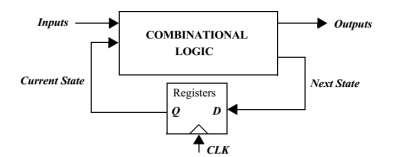 Inputs
COMBINATIONAL
LOGIC
Outputs
Current State
Next State
Registers
Q D
CLK